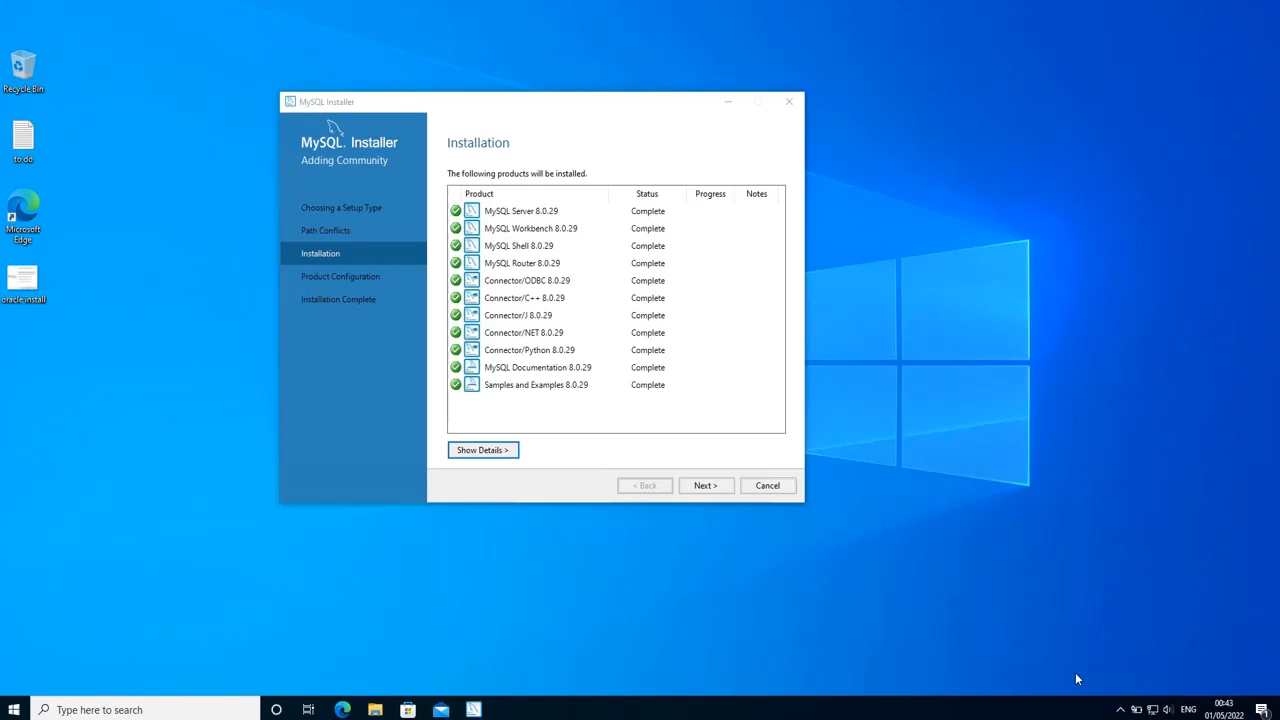 Recycle Bin
to do
Microsoft
Edge
oracle install
MySQL Installer
MySQL. Installer
Adding Community
Choosing a Setup Type
Path Conflicts
Installation
Product Configuration
Installation Complete
Installation
The following products will be installed.
Product Status Progress Notes
MySQL Server 8.0.29 Complete
MySQL Workbench 8.0.29 Complete
MySQL Shell 8.0.29 Complete
MySQL Router 8.0.29 Complete
Connector/ODBC 8.0.29 Complete
Connector/C++ 8.0.29 Complete
Connector/J 8.0.29 Complete
Connector/NET 8.0.29 Complete
Connector/Python 8.0.29 Complete
MySQL Documentation 8.0.29 Complete
Samples and Examples 8.0.29 Complete
Show Details >
< Back Next > Cancel
Type here to search
ENG
00:43
01/05/2022